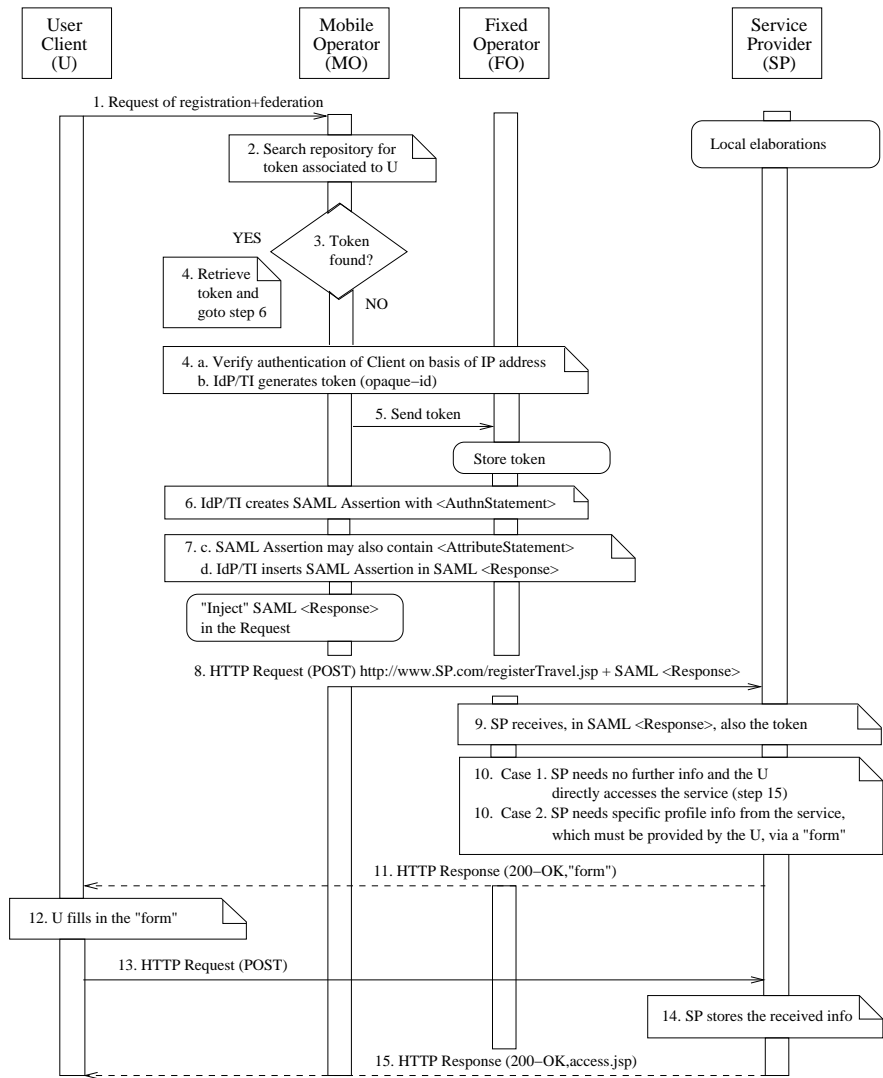 User
Client
(U)
Mobile
Operator
(MO)
Fixed
Operator
(FO)
Service
Provider
(SP)
1. Request of registration+federation
Local elaborations
2. Search repository for
token associated to U
YES
3. Token
found?
4. Retrieve
token and
goto step 6
NO
4. a. Verify authentication of Client on basis of IP address
b. IdP/TI generates token (opaque−id)
5. Send token
Store token
6. IdP/TI creates SAML Assertion with <AuthnStatement>
7. c. SAML Assertion may also contain <AttributeStatement>
d. IdP/TI inserts SAML Assertion in SAML <Response>
"Inject" SAML <Response>
in the Request
8. HTTP Request (POST) http://www.SP.com/registerTravel.jsp + SAML <Response>
9. SP receives, in SAML <Response>, also the token
10. Case 1. SP needs no further info and the U
directly accesses the service (step 15)
10. Case 2. SP needs specific profile info from the service,
which must be provided by the U, via a "form"
11. HTTP Response (200−OK,"form")
12. U fills in the "form"
13. HTTP Request (POST)
14. SP stores the received info
15. HTTP Response (200−OK,access.jsp)